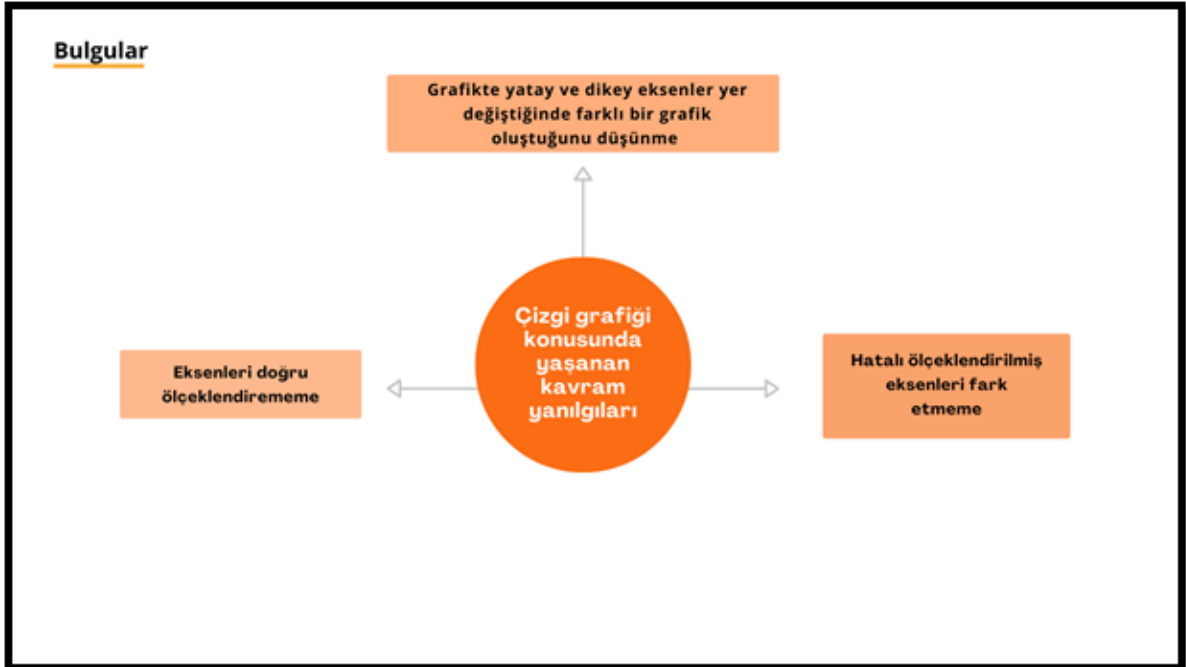 Bulgular
Grafikte yatay ve dikey eksenler yer
değiştiğinde farklı bir grafik
oluştuğunu düşünme
Çizgi grafiği
konusunda
yaşanan
kavram
yanılgıları
Eksenleri doğru
ölçeklendirememe
Hatalı ölçeklendirilmiş
eksenleri fark
etmeme